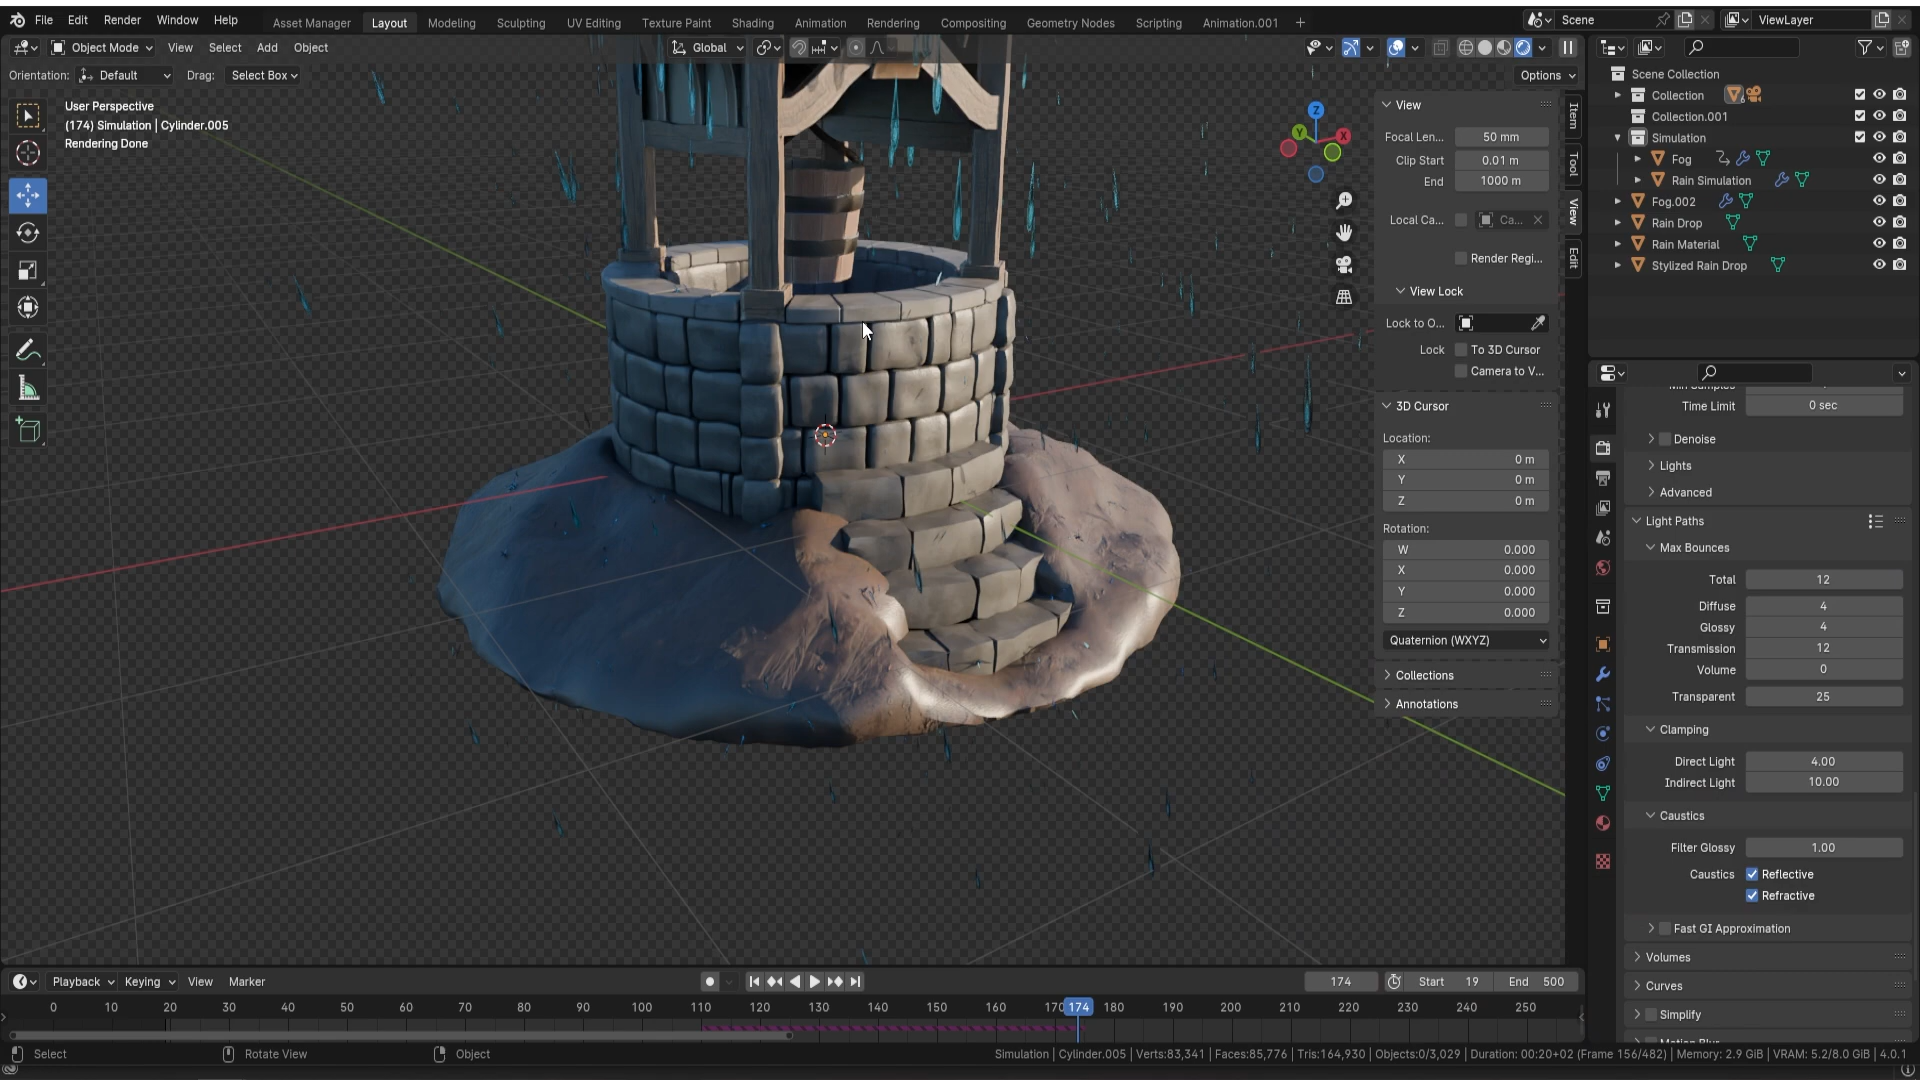 File Edit Render Window Help Asset Manager Layout Modeling Sculpting UV Editing Texture Paint Shading Animation Rendering Compositing Geometry Nodes Scripting Animation.001 + Scene ViewLayer
Object Mode View Select Add Object Global
Orientation: Default Drag: Select Box Options
User Perspective
(174) Simulation | Cylinder.005
Rendering Done
Z
Y
X
View
Focal Len... 50 mm
Clip Start 0.01 m
End 1000 m
Local Ca... Ca...
Render Regi...
View Lock
Lock to O...
Lock To 3D Cursor
Camera to V...
3D Cursor
Location:
X 0 m
Y 0 m
Z 0 m
Rotation:
W 0.000
X 0.000
Y 0.000
Z 0.000
Quaternion (WXYZ)
Collections
Annotations
Item
Tool
View
Edit
Scene Collection
Collection 6
Collection.001
Simulation
Fog
Rain Simulation
Fog.002
Rain Drop
Rain Material
Stylized Rain Drop
Time Limit 0 sec
Denoise
Lights
Advanced
Light Paths
Max Bounces
Total 12
Diffuse 4
Glossy 4
Transmission 12
Volume 0
Transparent 25
Clamping
Direct Light 4.00
Indirect Light 10.00
Caustics
Filter Glossy 1.00
Caustics Reflective
Refractive
Fast GI Approximation
Volumes
Curves
Simplify
Playback Keying View Marker 174 Start 19 End 500
0 10 20 30 40 50 60 70 80 90 100 110 120 130 140 150 160 170 174 180 190 200 210 220 230 240 250
Select Rotate View Object Simulation | Cylinder.005 | Verts:83,341 | Faces:85,776 | Tris:164,930 | Objects:0/3,029 | Duration: 00:20+02 (Frame 156/482) | Memory: 2.9 GiB | VRAM: 5.2/8.0 GiB | 4.0.1